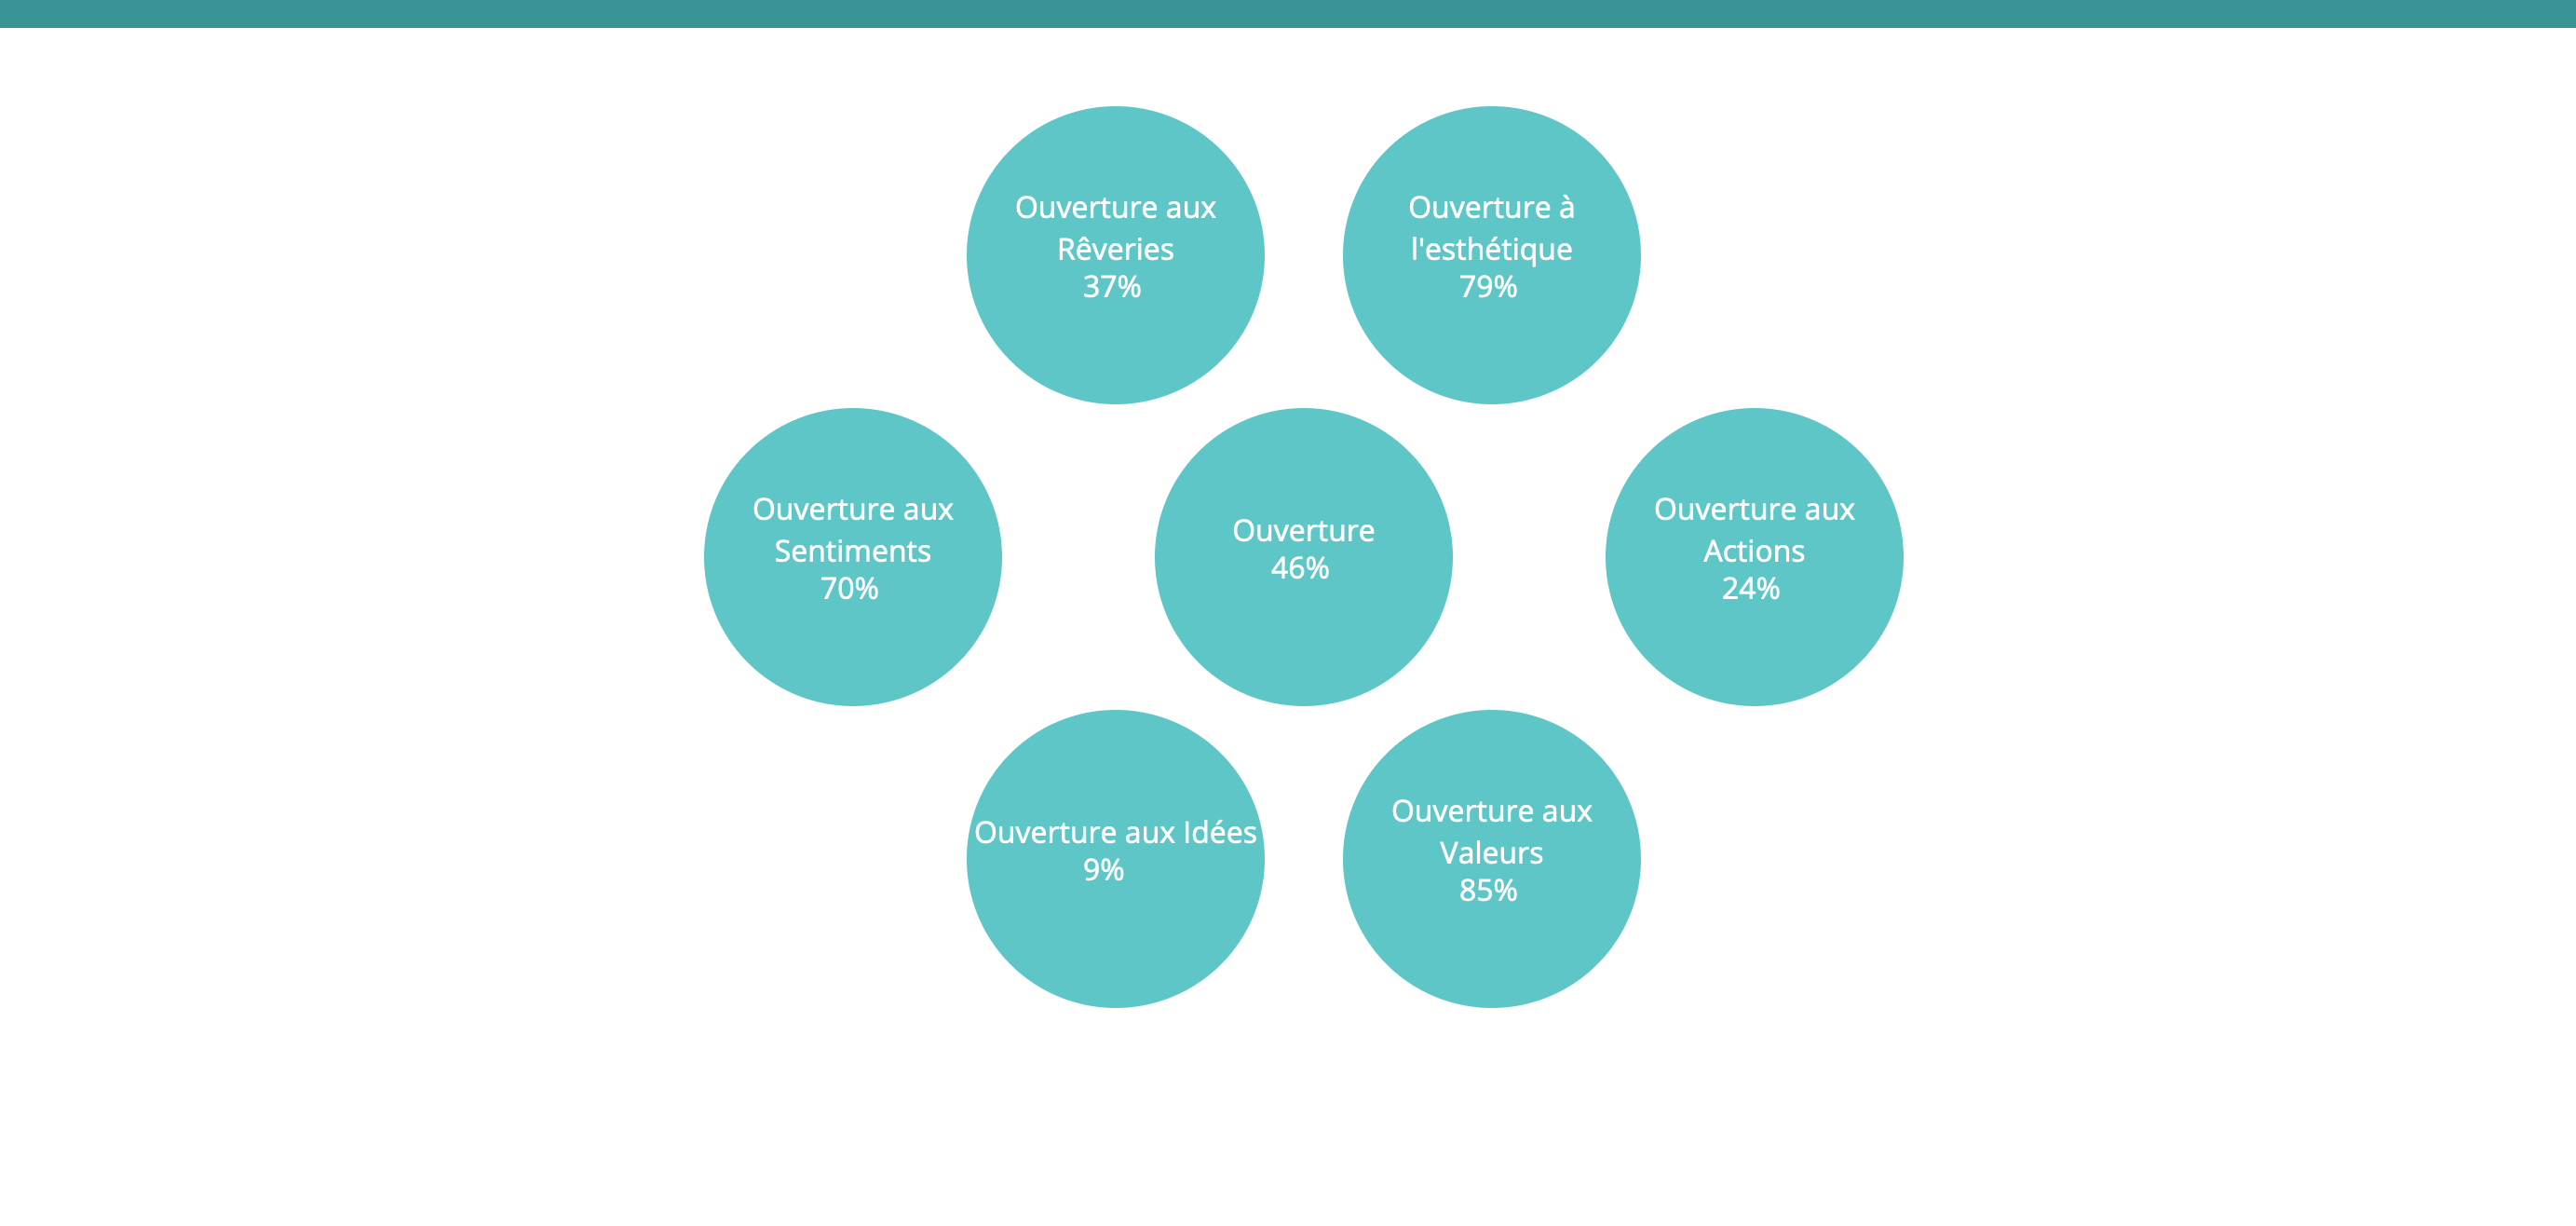 Ouverture aux
Rêveries
37%
Ouverture à
l'esthétique
79%
Ouverture aux
Sentiments
70%
Ouverture
46%
Ouverture aux
Actions
24%
Ouverture aux Idées
9%
Ouverture aux
Valeurs
85%